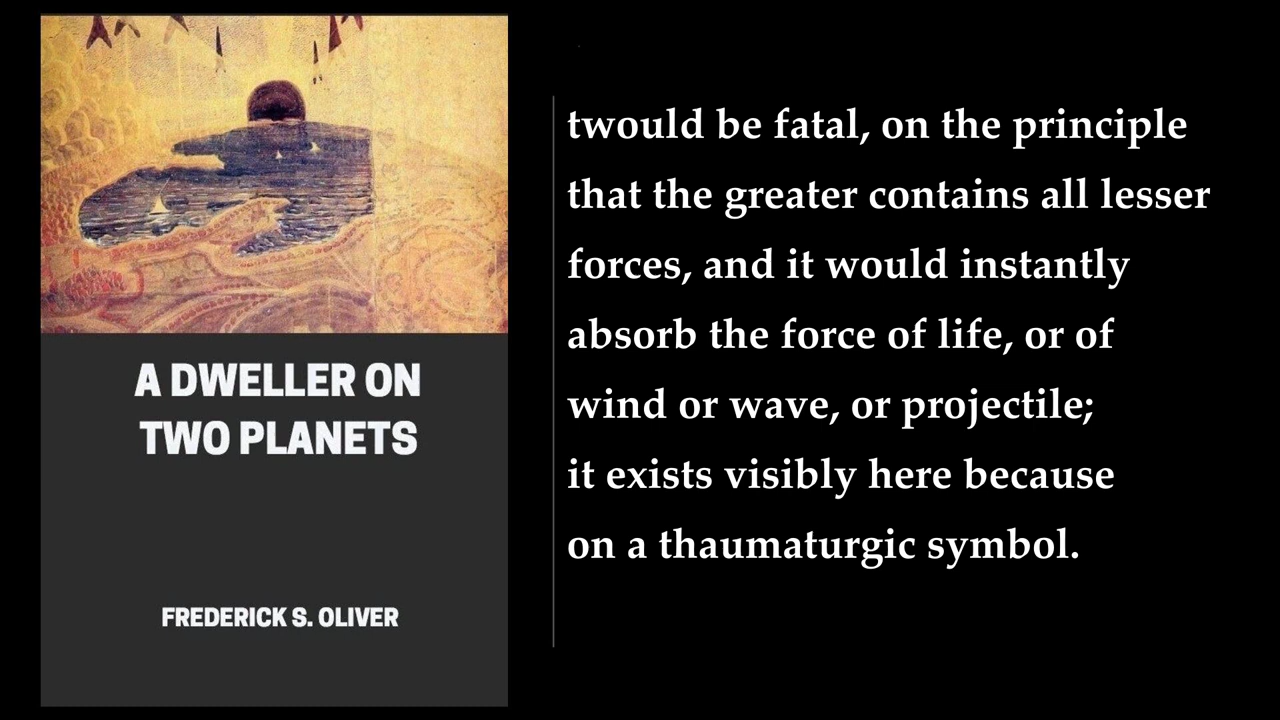 A DWELLER ON
TWO PLANETS
FREDERICK S. OLIVER
twould be fatal, on the principle
that the greater contains all lesser
forces, and it would instantly
absorb the force of life, or of
wind or wave, or projectile;
it exists visibly here because
on a thaumaturgic symbol.